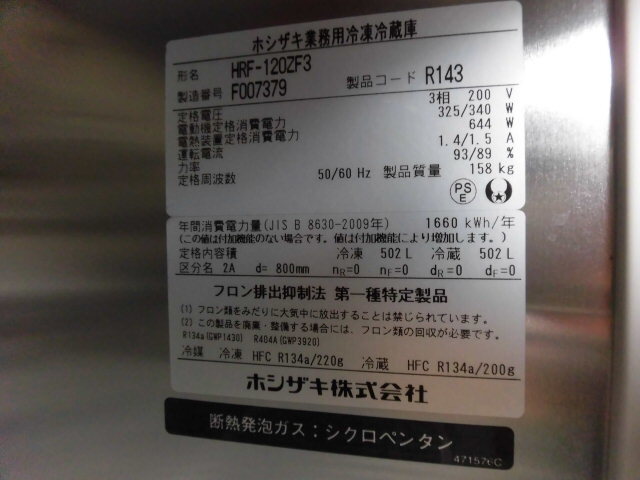 ホシザキ業務用冷凍冷蔵庫
形名 HRF-120ZF3
製造番号 F007379 製品コード R143
定格電圧 3相 200 V
電動機定格消費電力 325/340 W
電熱装置定格消費電力 644 W
運転電流 1.4/1.5 A
力率 93/89 %
定格周波数 50/60 Hz 製品質量 158 kg
PSE
年間消費電力量(JIS B 8630-2009年) 1660 kWh/年
(この値は付加機能のない場合です。値は付加機能により増加します。)
定格内容積 冷凍 502 L 冷蔵 502 L
区分名 2A d= 800mm nR=0 nF=0 dR=0 dF=0
フロン排出抑制法 第一種特定製品
(1) フロン類をみだりに大気中に放出することは禁じられています。
(2) この製品を廃棄・整備する場合には、フロン類の回収が必要です。
R134a(GWP1430) R404A(GWP3920)
冷媒 冷凍 HFC R134a/220g 冷蔵 HFC R134a/200g
ホシザキ株式会社
断熱発泡ガス:シクロペンタン
471576C